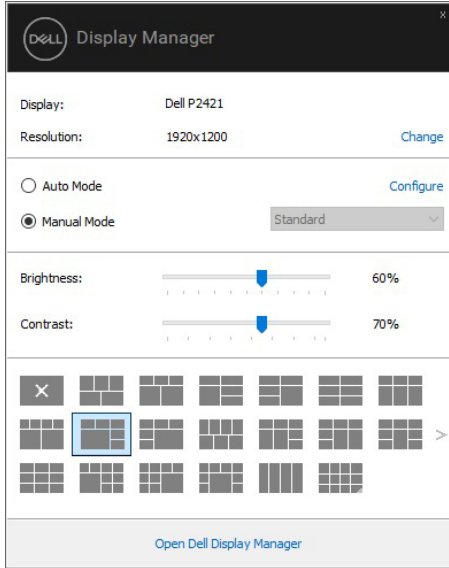 x
DELL Display Manager
Display: Dell P2421
Resolution: 1920x1200 Change
Auto Mode Configure
Manual Mode Standard
Brightness: 60%
Contrast: 70%
Open Dell Display Manager